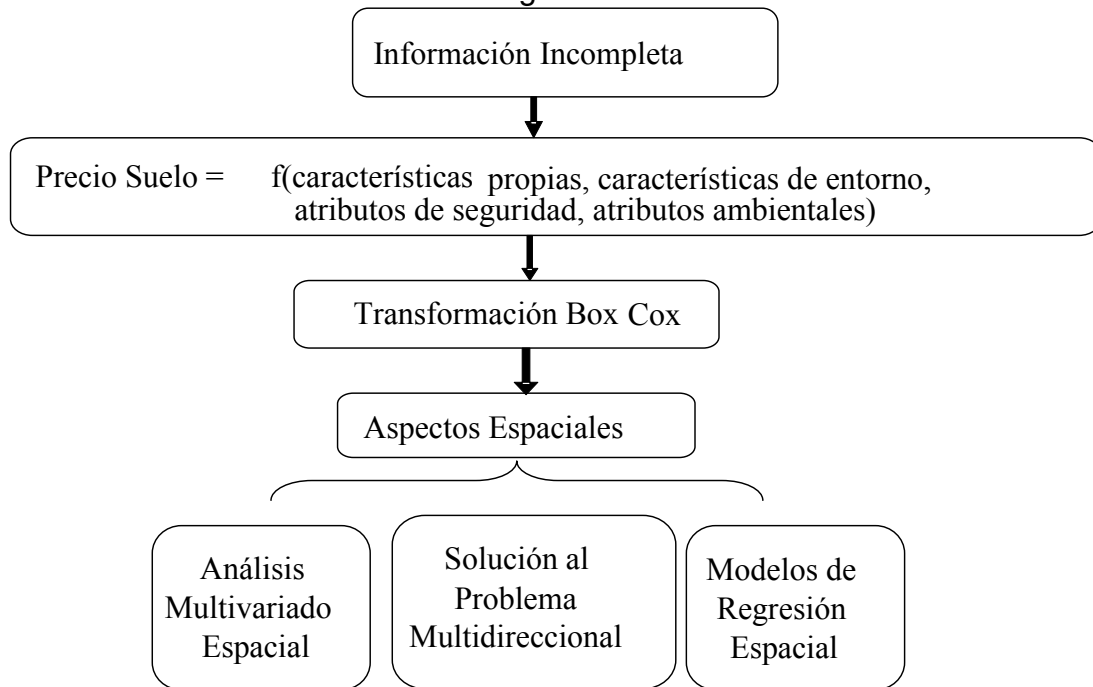 Información Incompleta
Precio Suelo = f(características propias, características de entorno,
atributos de seguridad, atributos ambientales)
Transformación Box Cox
Aspectos Espaciales
Análisis
Multivariado
Espacial
Solución al
Problema
Multidireccional
Modelos de
Regresión
Espacial